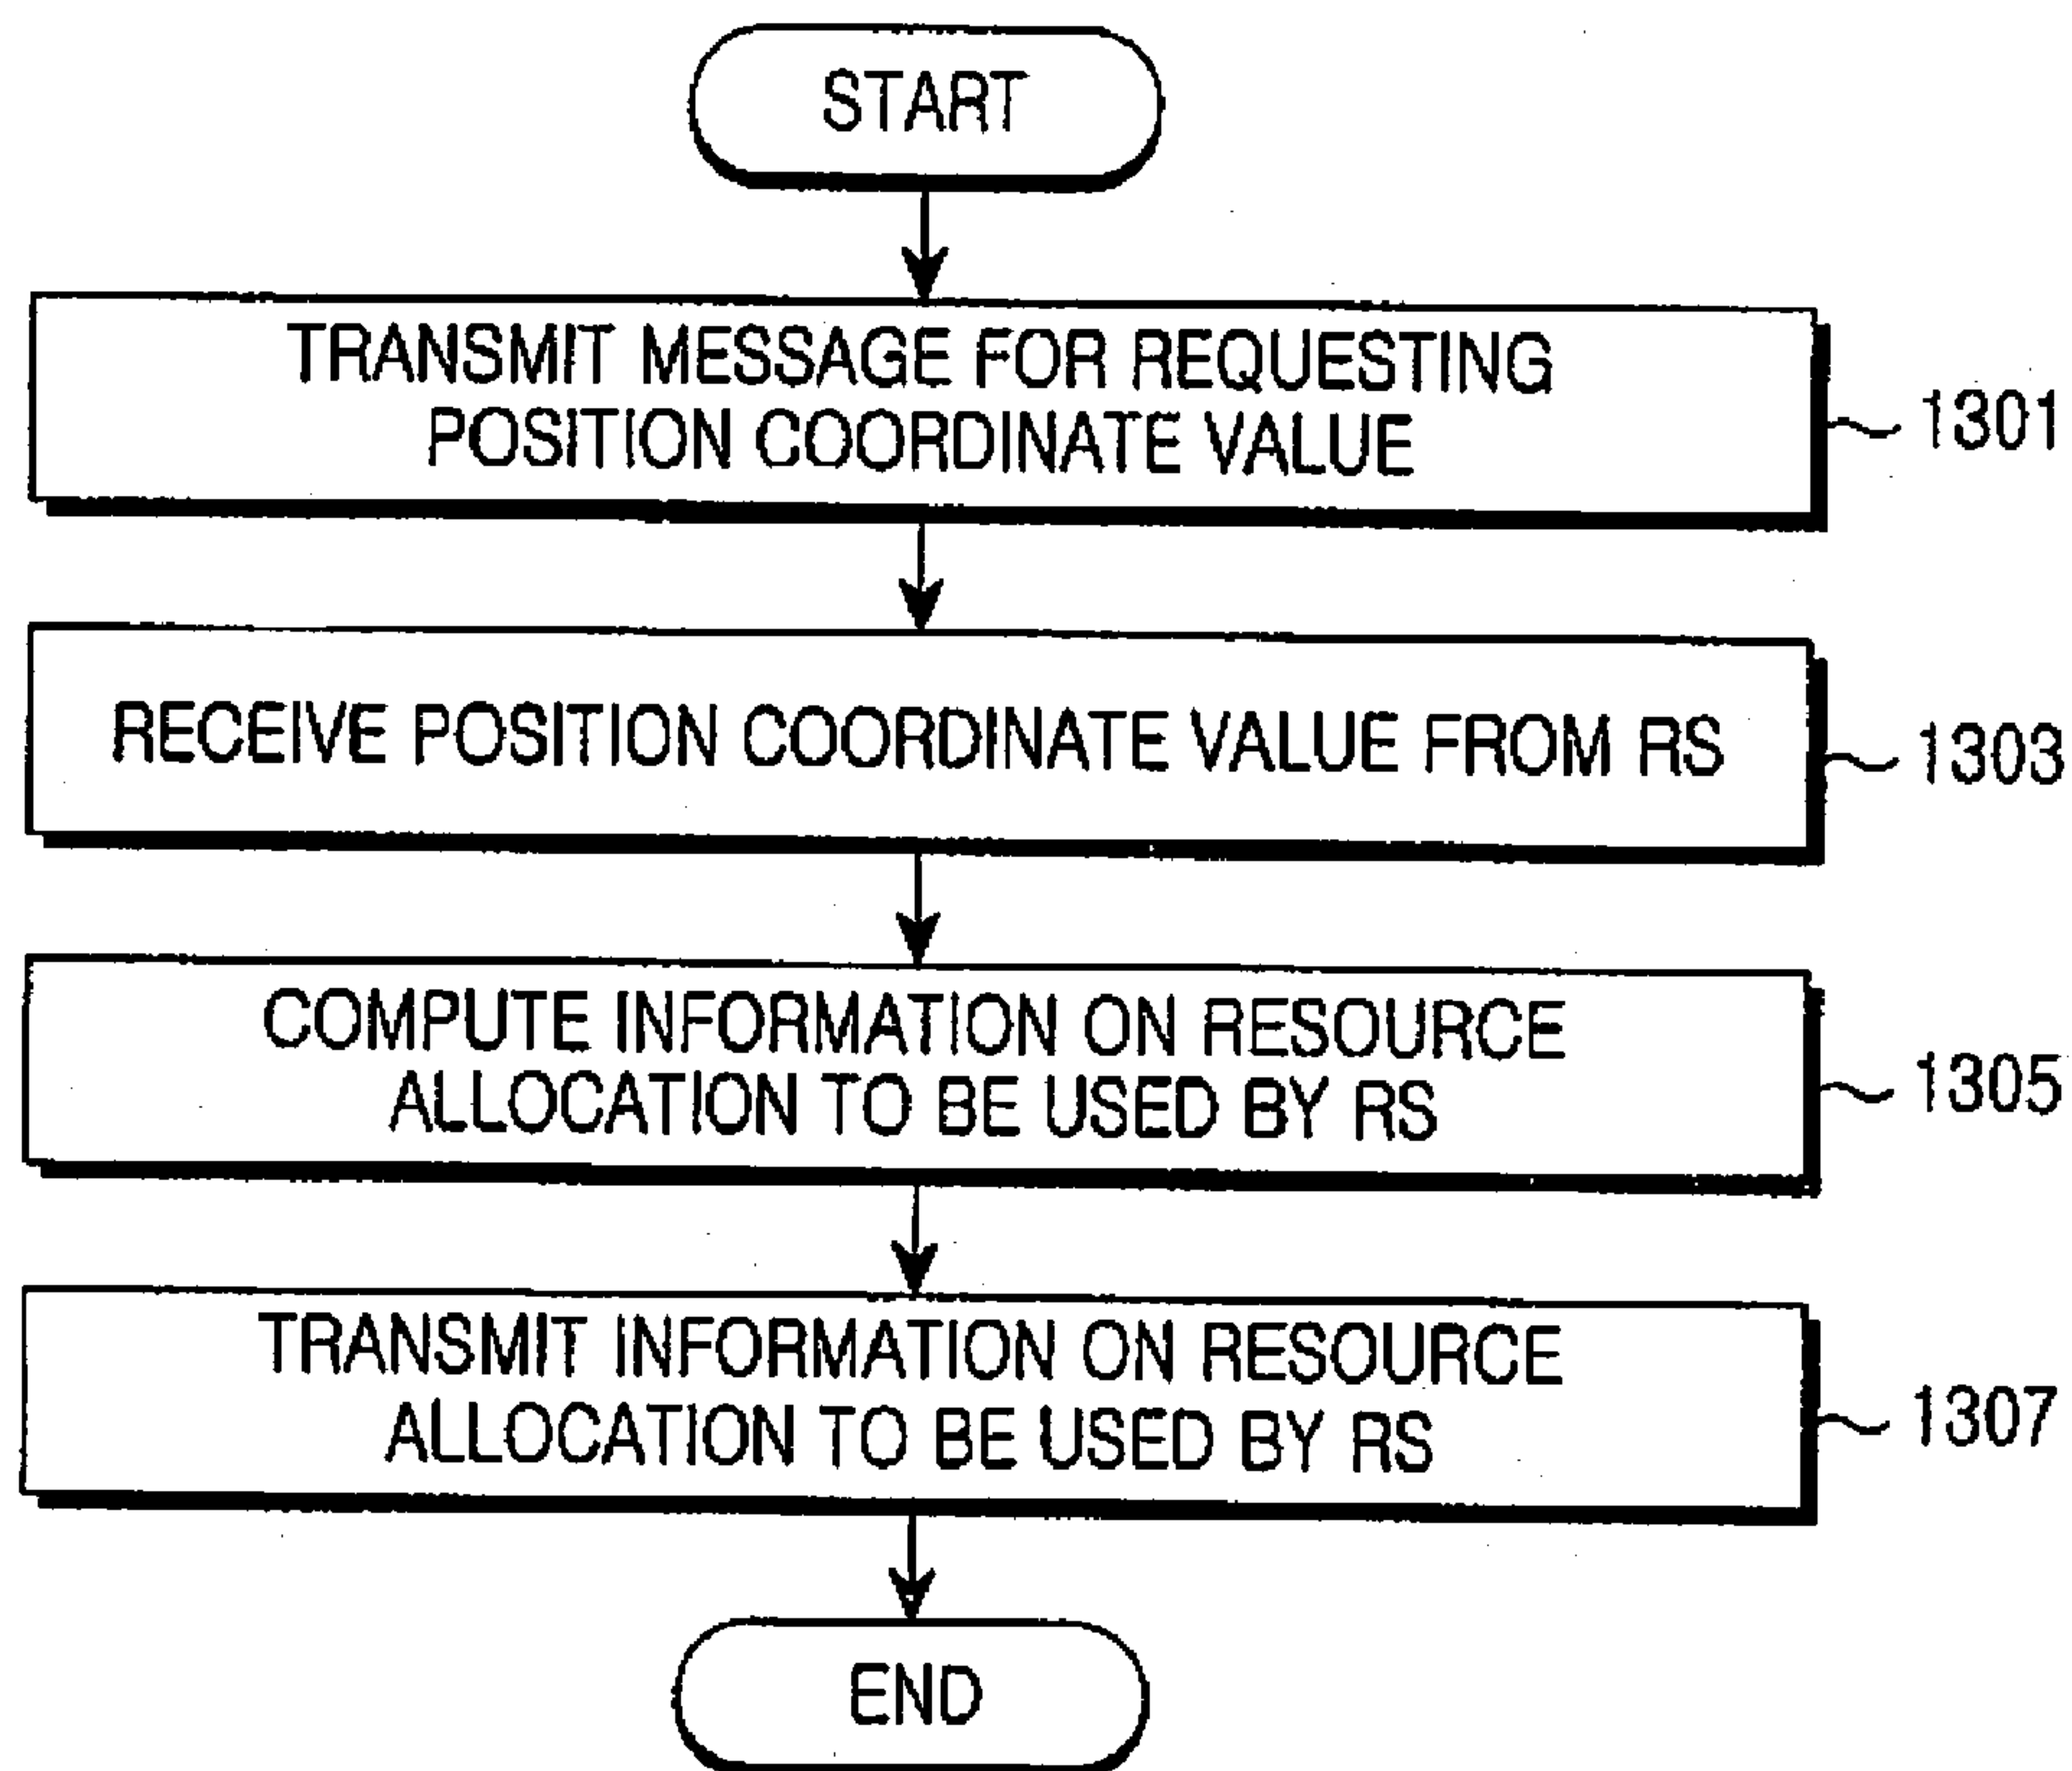 START
TRANSMIT MESSAGE FOR REQUESTING
POSITION COORDINATE VALUE
1301
RECEIVE POSITION COORDINATE VALUE FROM RS
1303
COMPUTE INFORMATION ON RESOURCE
ALLOCATION TO BE USED BY RS
1305
TRANSMIT INFORMATION ON RESOURCE
ALLOCATION TO BE USED BY RS
1307
END